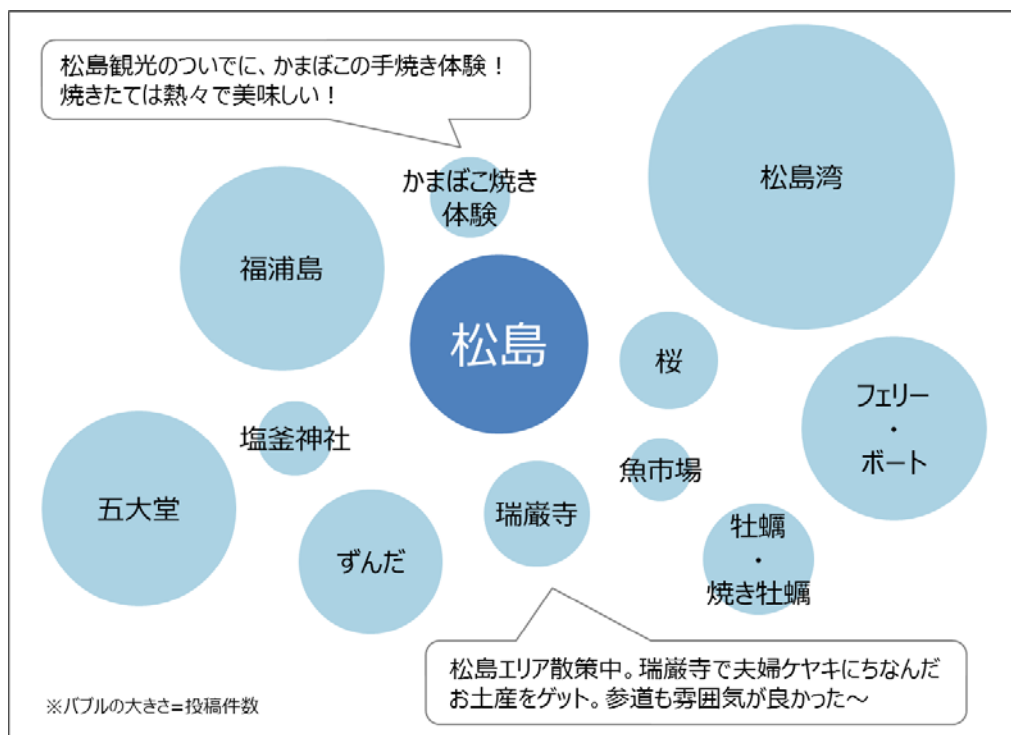 松島観光のついでに、かまぼこの手焼き体験！
焼きたては熱々で美味しい！
かまぼこ焼き
体験
松島湾
福浦島
松島
桜
フェリー
・
ボート
塩釜神社
魚市場
五大堂
瑞巌寺
ずんだ
牡蠣
・
焼き牡蠣
松島エリア散策中。瑞巌寺で夫婦ケヤキにちなんだ
お土産をゲット。参道も雰囲気が良かった～
※バブルの大きさ=投稿件数